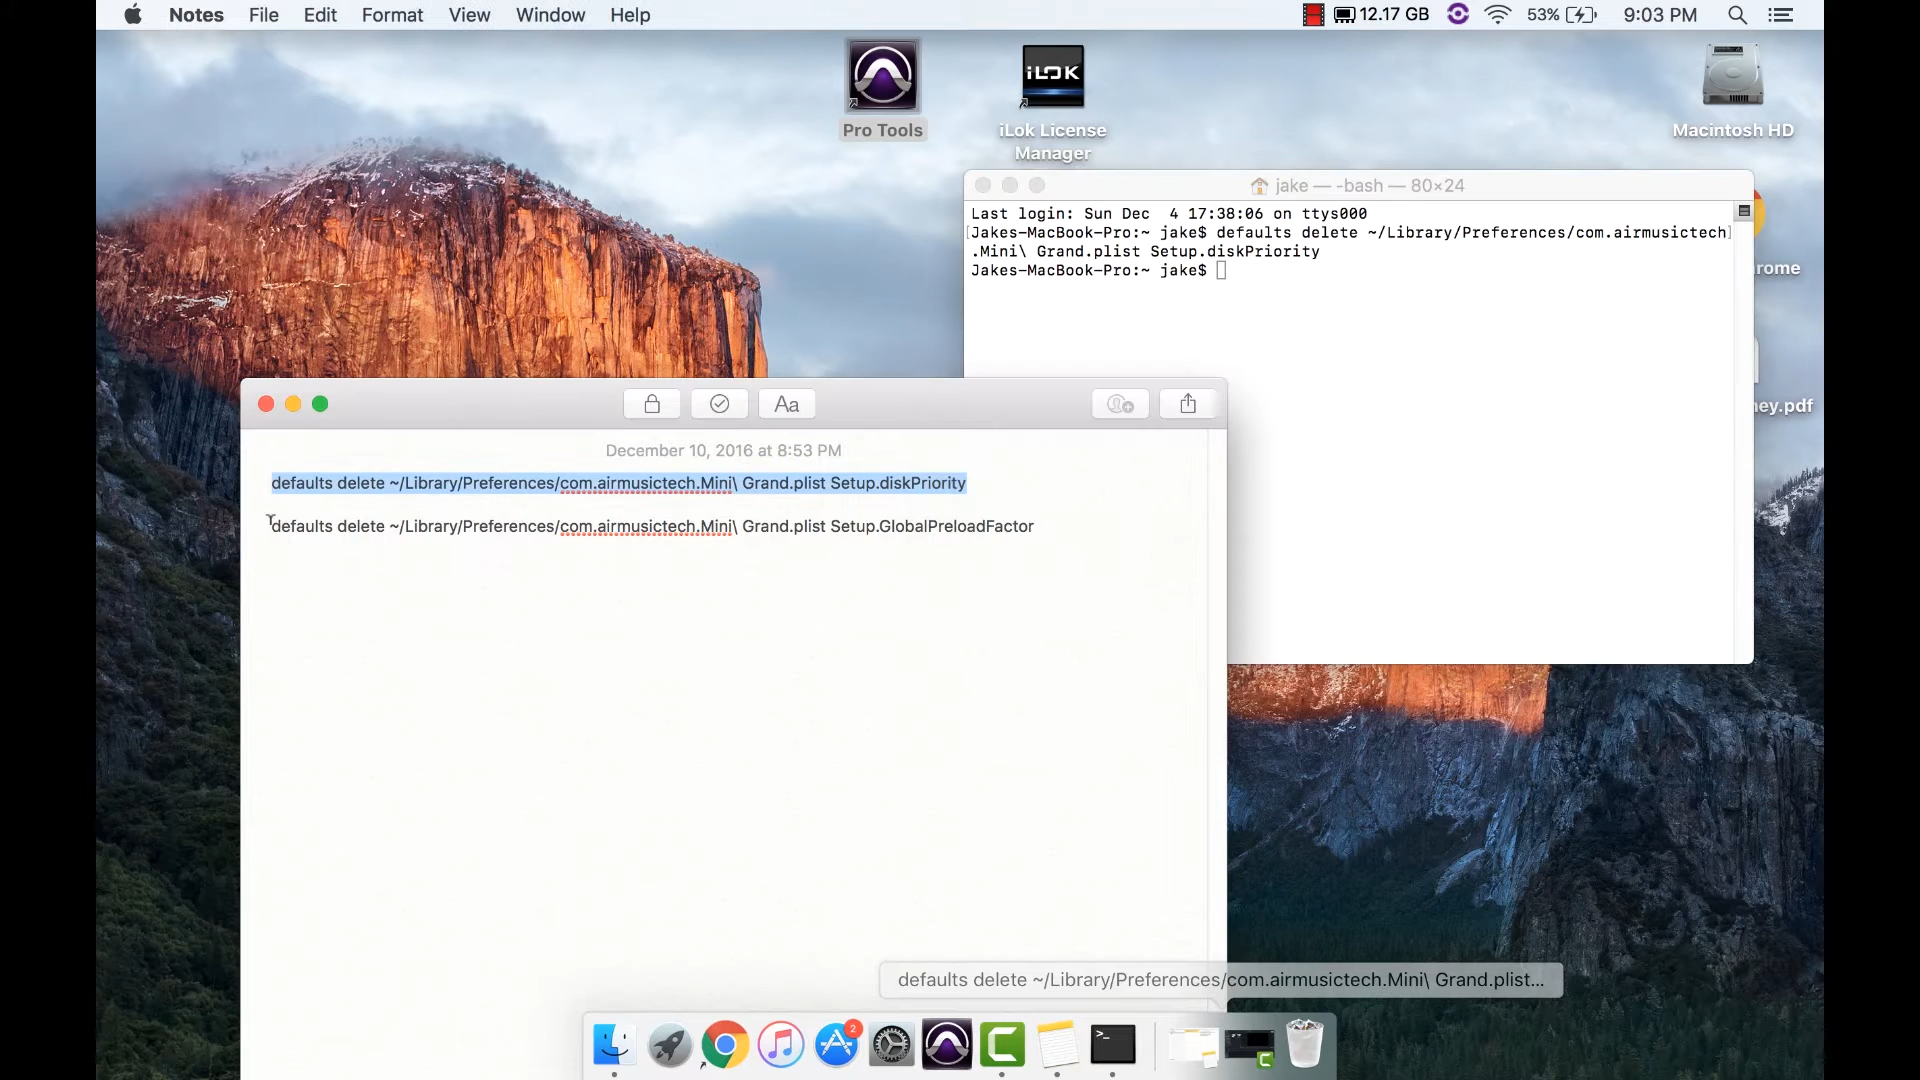 Notes File Edit Format View Window Help
12.17 GB 53% 9:03 PM
Pro Tools
iLOK
iLok License
Manager
Macintosh HD
jake — -bash — 80×24
Last login: Sun Dec  4 17:38:06 on ttys000
[Jakes-MacBook-Pro:~ jake$ defaults delete ~/Library/Preferences/com.airmusictech]
.Mini\ Grand.plist Setup.diskPriority
Jakes-MacBook-Pro:~ jake$
rome
ney.pdf
Aa
December 10, 2016 at 8:53 PM
defaults delete ~/Library/Preferences/com.airmusictech.Mini\ Grand.plist Setup.diskPriority
defaults delete ~/Library/Preferences/com.airmusictech.Mini\ Grand.plist Setup.GlobalPreloadFactor
defaults delete ~/Library/Preferences/com.airmusictech.Mini\ Grand.plist...
2
>_